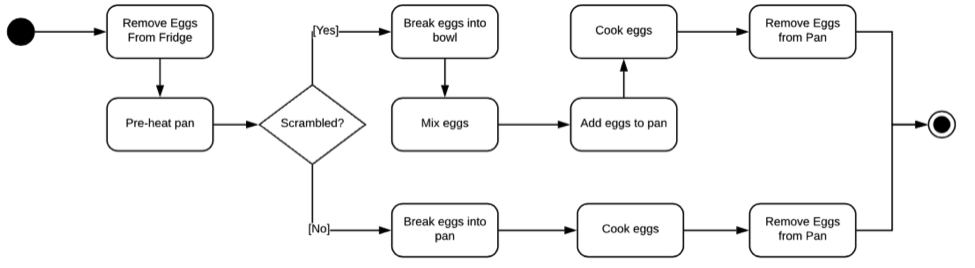 Remove Eggs
From Fridge
Pre-heat pan
Scrambled?
[Yes]
Break eggs into
bowl
Mix eggs
Add eggs to pan
Cook eggs
Remove Eggs
from Pan
[No]
Break eggs into
pan
Cook eggs
Remove Eggs
from Pan